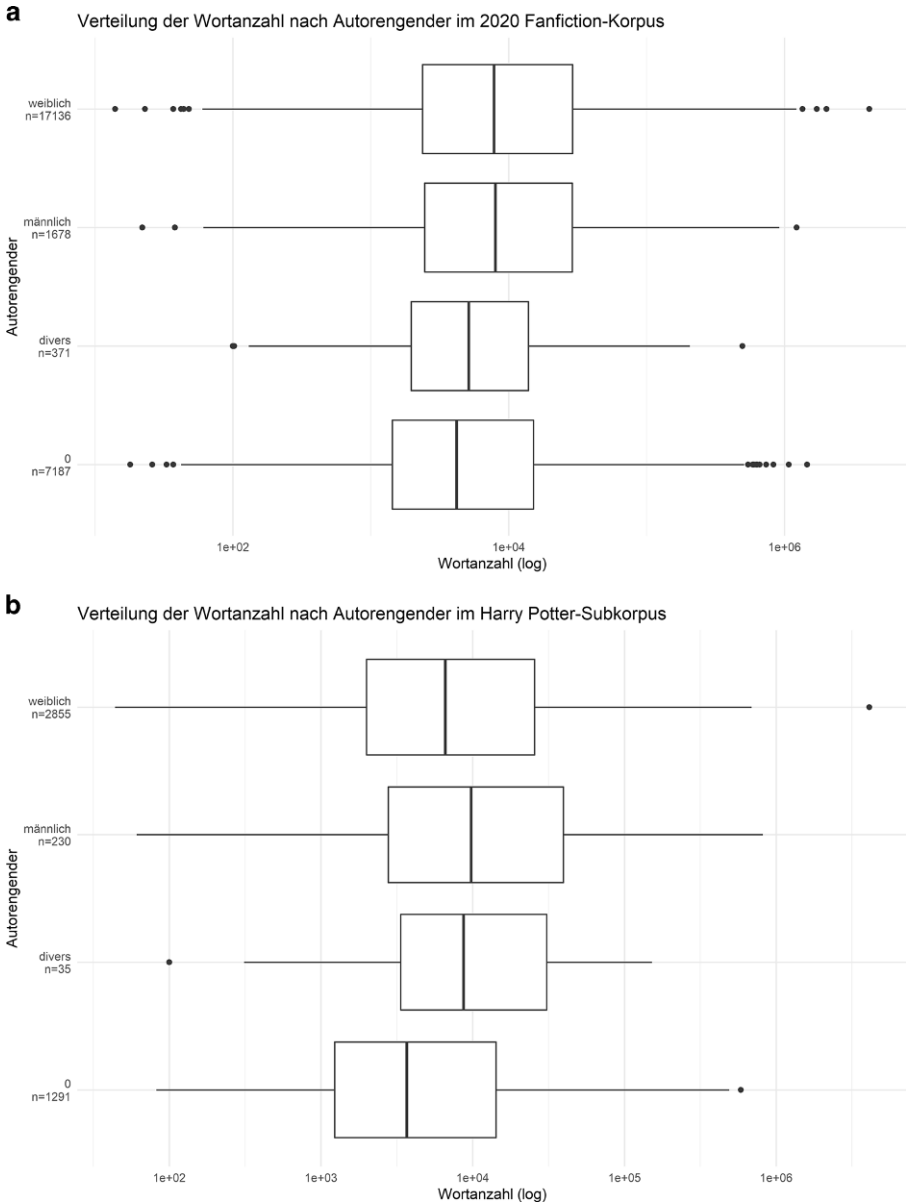 a
Verteilung der Wortanzahl nach Autorengender im 2020 Fanfiction-Korpus
Autorengender
weiblich
n=17136
männlich
n=1678
divers
n=371
0
n=7187
1e+02 1e+04 1e+06
Wortanzahl (log)
b
Verteilung der Wortanzahl nach Autorengender im Harry Potter-Subkorpus
Autorengender
weiblich
n=2855
männlich
n=230
divers
n=35
0
n=1291
1e+02 1e+03 1e+04 1e+05 1e+06
Wortanzahl (log)